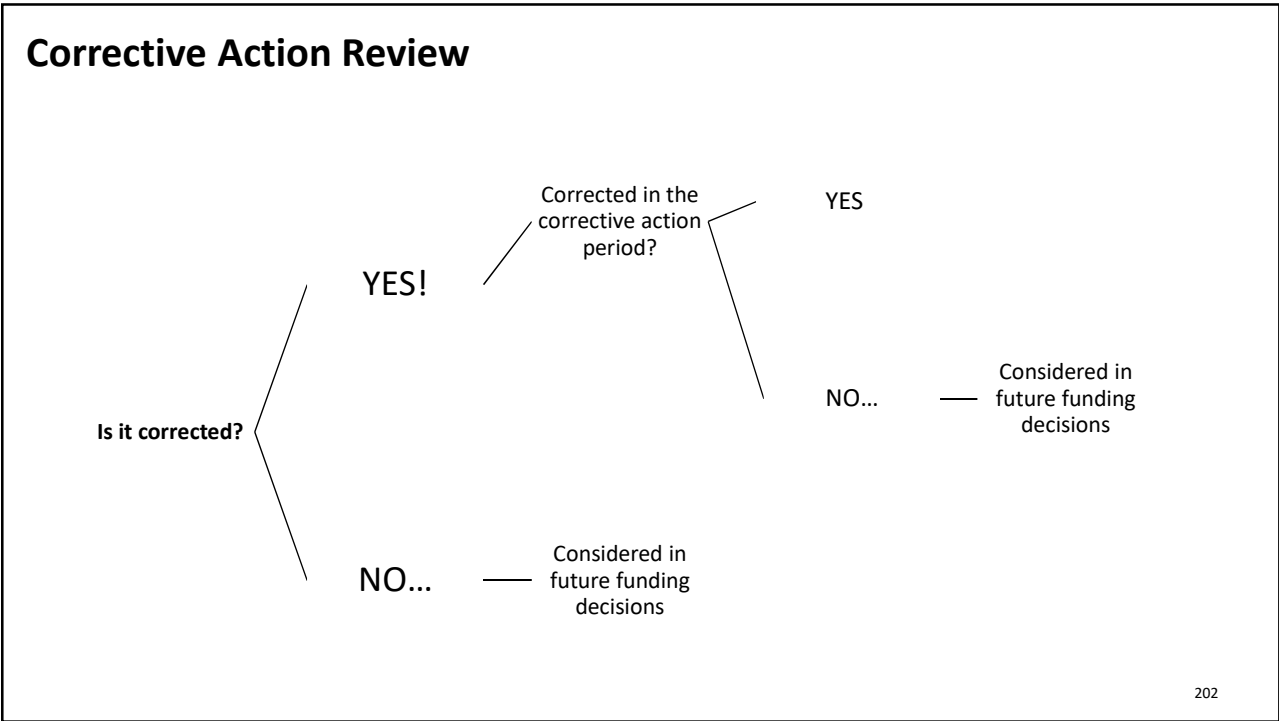 Corrective Action Review
Corrected in the
corrective action
period?
YES
YES!
Is it corrected?
NO…
Considered in
future funding
decisions
NO…
Considered in
future funding
decisions
202